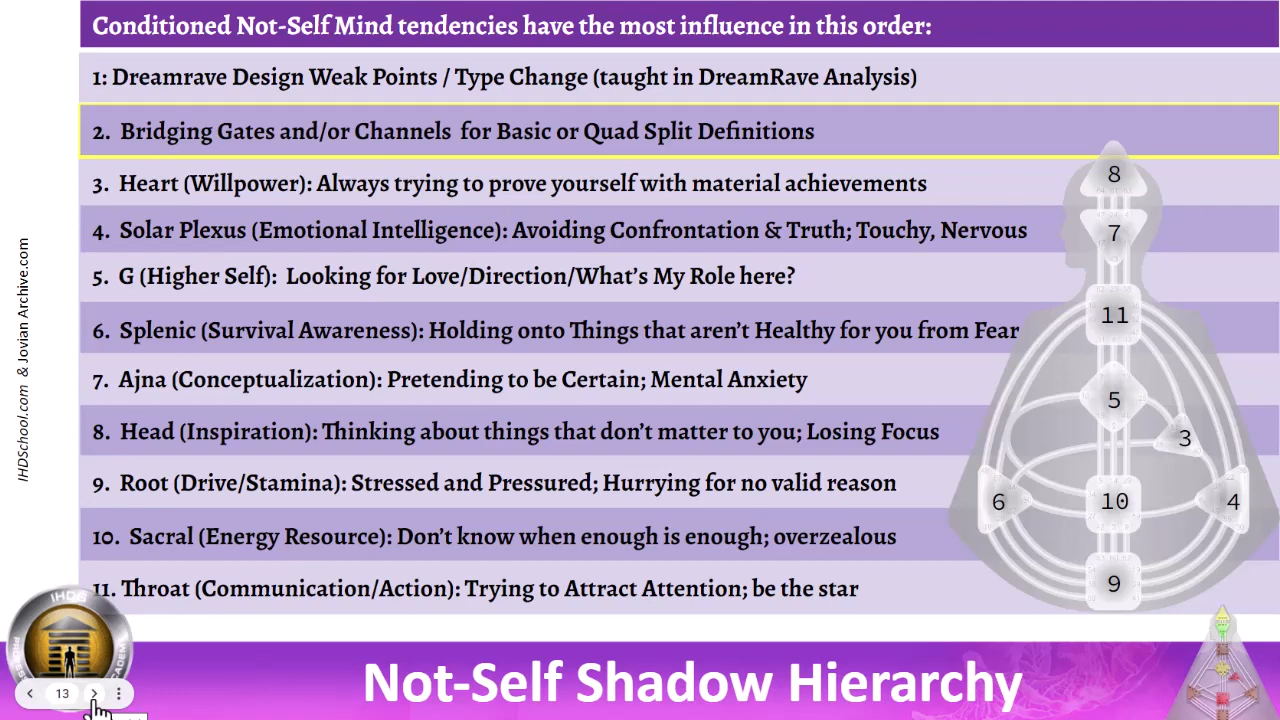 Conditioned Not-Self Mind tendencies have the most influence in this order:
1: Dreamrave Design Weak Points / Type Change (taught in DreamRave Analysis)
2. Bridging Gates and/or Channels for Basic or Quad Split Definitions
3. Heart (Willpower): Always trying to prove yourself with material achievements
4. Solar Plexus (Emotional Intelligence): Avoiding Confrontation & Truth; Touchy, Nervous
5. G (Higher Self): Looking for Love/Direction/What's My Role here?
6. Splenic (Survival Awareness): Holding onto Things that aren't Healthy for you from Fear
7. Ajna (Conceptualization): Pretending to be Certain; Mental Anxiety
8. Head (Inspiration): Thinking about things that don't matter to you; Losing Focus
9. Root (Drive/Stamina): Stressed and Pressured; Hurrying for no valid reason
10. Sacral (Energy Resource): Don't know when enough is enough; overzealous
11. Throat (Communication/Action): Trying to Attract Attention; be the star
8
7
11
5
3
6
10
4
9
IHDSchool.com & Jovian Archive.com
IHDS
13
Not-Self Shadow Hierarchy